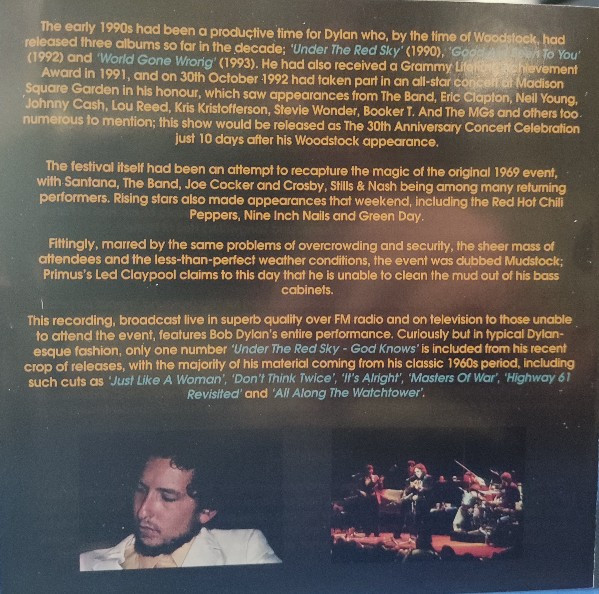 The early 1990s had been a productive time for Dylan who, by the time of Woodstock, had
released three albums so far in the decade; 'Under The Red Sky' (1990), 'Good As I Been To You'
(1992) and 'World Gone Wrong' (1993). He had also received a Grammy Lifetime Achievement
Award in 1991, and on 30th October 1992 had taken part in an all-star concert at Madison
Square Garden in his honour, which saw appearances from The Band, Eric Clapton, Neil Young,
Johnny Cash, Lou Reed, Kris Kristofferson, Stevie Wonder, Booker T. And The MGs and others too
numerous to mention; this show would be released as The 30th Anniversary Concert Celebration
just 10 days after his Woodstock appearance.
The festival itself had been an attempt to recapture the magic of the original 1969 event,
with Santana, The Band, Joe Cocker and Crosby, Stills & Nash being among many returning
performers. Rising stars also made appearances that weekend, including the Red Hot Chili
Peppers, Nine Inch Nails and Green Day.
Fittingly, marred by the same problems of overcrowding and security, the sheer mass of
attendees and the less-than-perfect weather conditions, the event was dubbed Mudstock;
Primus's Led Claypool claims to this day that he is unable to clean the mud out of his bass
cabinets.
This recording, broadcast live in superb quality over FM radio and on television to those unable
to attend the event, features Bob Dylan's entire performance. Curiously but in typical Dylan-
esque fashion, only one number 'Under The Red Sky - God Knows' is included from his recent
crop of releases, with the majority of his material coming from his classic 1960s period, including
such cuts as 'Just Like A Woman', 'Don't Think Twice', 'It's Alright', 'Masters Of War', 'Highway 61
Revisited' and 'All Along The Watchtower'.